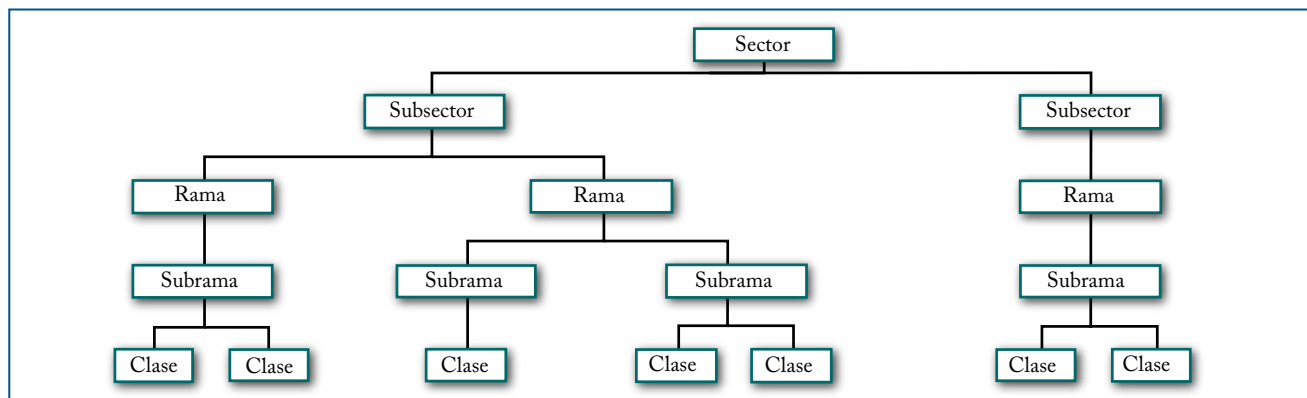 Sector
Subsector Subsector
Rama Rama Rama
Subrama Subrama Subrama Subrama
Clase Clase Clase Clase Clase Clase Clase